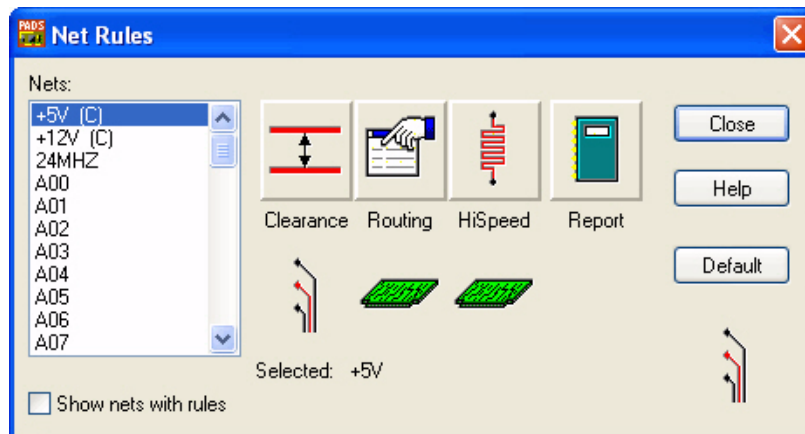 PADS
Net Rules
Nets:
+5V (C)
+12V (C)
24MHZ
A00
A01
A02
A03
A04
A05
A06
A07
Clearance Routing HiSpeed Report
Selected: +5V
Show nets with rules
Close
Help
Default